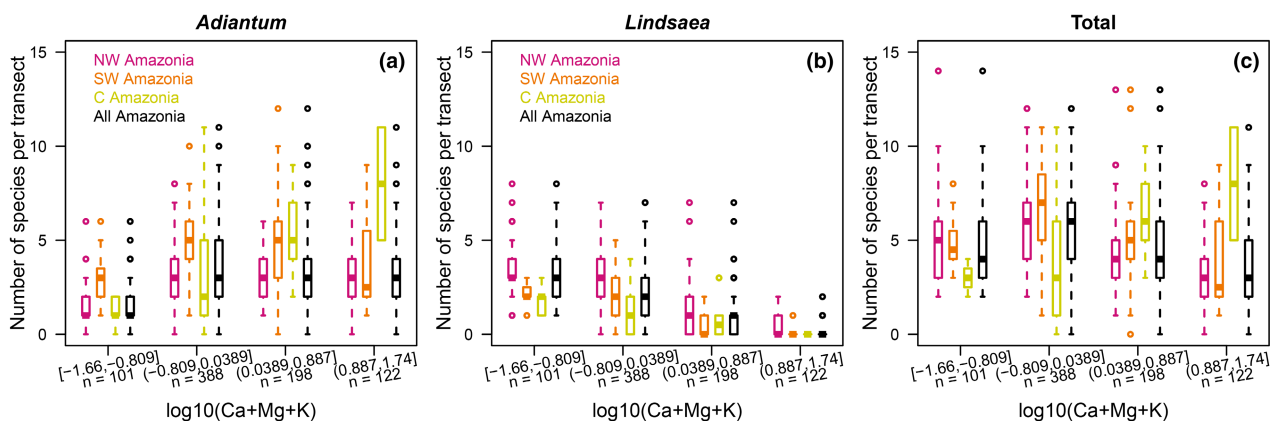 Adiantum
Number of species per transect
15
10
5
0
NW Amazonia
SW Amazonia
C Amazonia
All Amazonia
(a)
[−1.66,−0.809]
n = 101
(−0.809,0.0389]
n = 388
(0.0389,0.887]
n = 198
(0.887,1.74]
n = 122
log10(Ca+Mg+K)
Lindsaea
Number of species per transect
15
10
5
0
NW Amazonia
SW Amazonia
C Amazonia
All Amazonia
(b)
[−1.66,−0.809]
n = 101
(−0.809,0.0389]
n = 388
(0.0389,0.887]
n = 198
(0.887,1.74]
n = 122
log10(Ca+Mg+K)
Total
Number of species per transect
15
10
5
0
(c)
[−1.66,−0.809]
n = 101
(−0.809,0.0389]
n = 388
(0.0389,0.887]
n = 198
(0.887,1.74]
n = 122
log10(Ca+Mg+K)